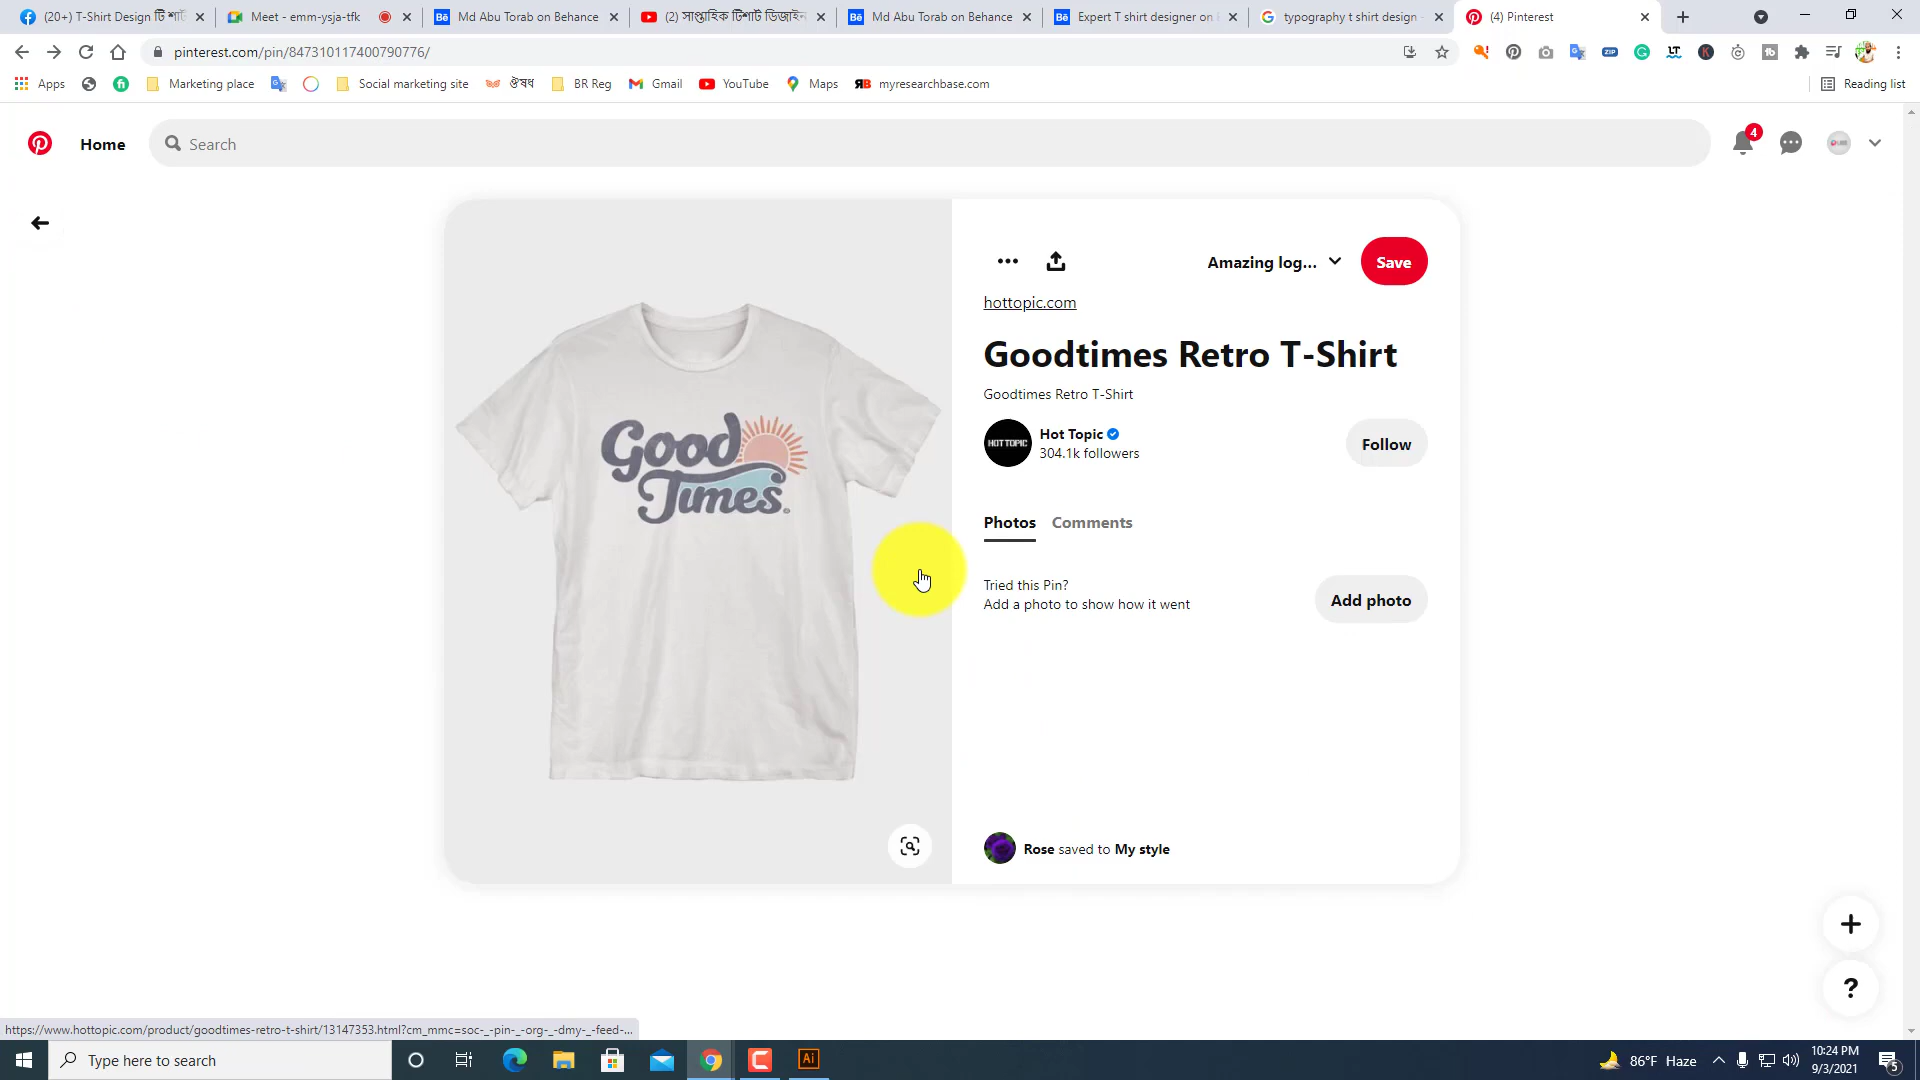 (20+) T-Shirt Design টি শার্ট
Meet - emm-ysja-tfk
Md Abu Torab on Behance
(2) সাপ্তাহিক টিশার্ট ডিজাইন
Md Abu Torab on Behance
Expert T shirt designer on
typography t shirt design -
(4) Pinterest
pinterest.com/pin/847310117400790776/
Apps
Marketing place
Social marketing site
ঔষধ
BR Reg
Gmail
YouTube
Maps
myresearchbase.com
Reading list
Home
Search
4
Amazing log...
Save
hottopic.com
Goodtimes Retro T-Shirt
Goodtimes Retro T-Shirt
HOT TOPIC
Hot Topic
304.1k followers
Follow
Good
Times
Photos
Comments
Tried this Pin?
Add a photo to show how it went
Add photo
Rose saved to My style
https://www.hottopic.com/product/goodtimes-retro-t-shirt/13147353.html?cm_mmc=soc-_-pin-_-org-_-dmy-_-feed-...
Type here to search
Ai
86°F Haze
10:24 PM
9/3/2021
5